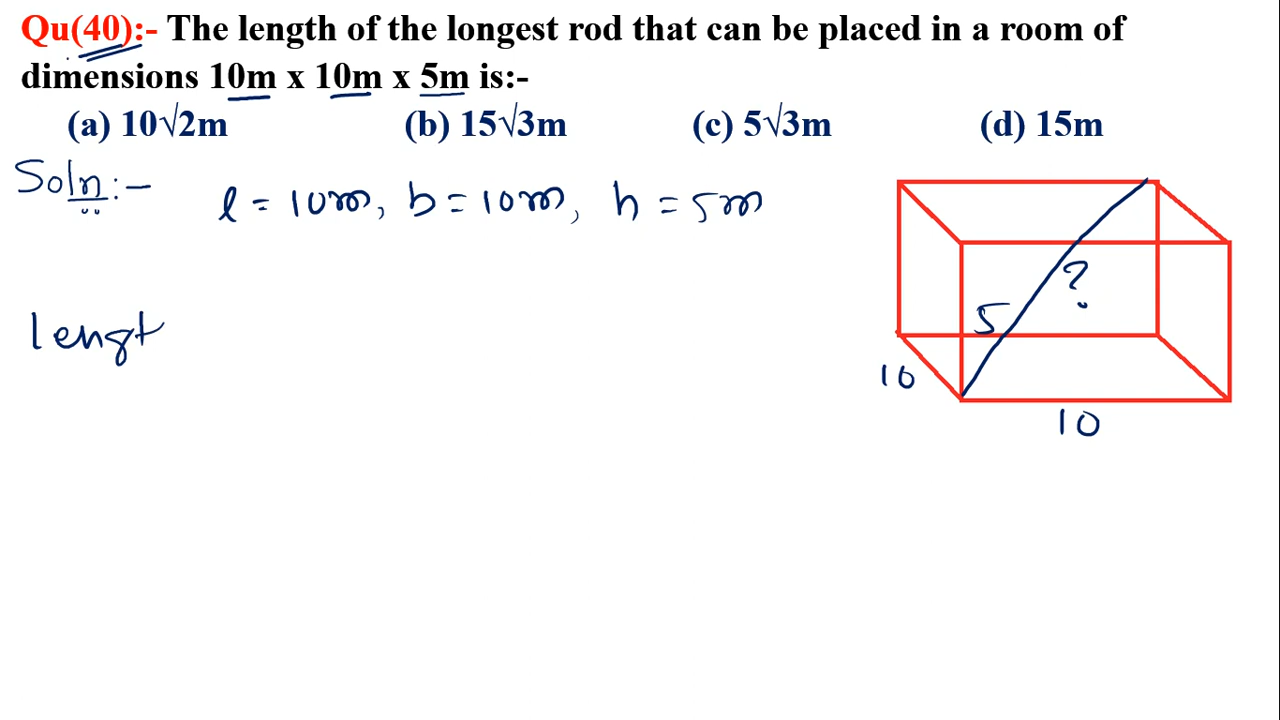 Qu(40):- The length of the longest rod that can be placed in a room of
dimensions 10m x 10m x 5m is:-
(a) 10√2m (b) 15√3m (c) 5√3m (d) 15m
Soln:- l = 10m, b = 10m, h = 5m
lengt
?
5
10
10